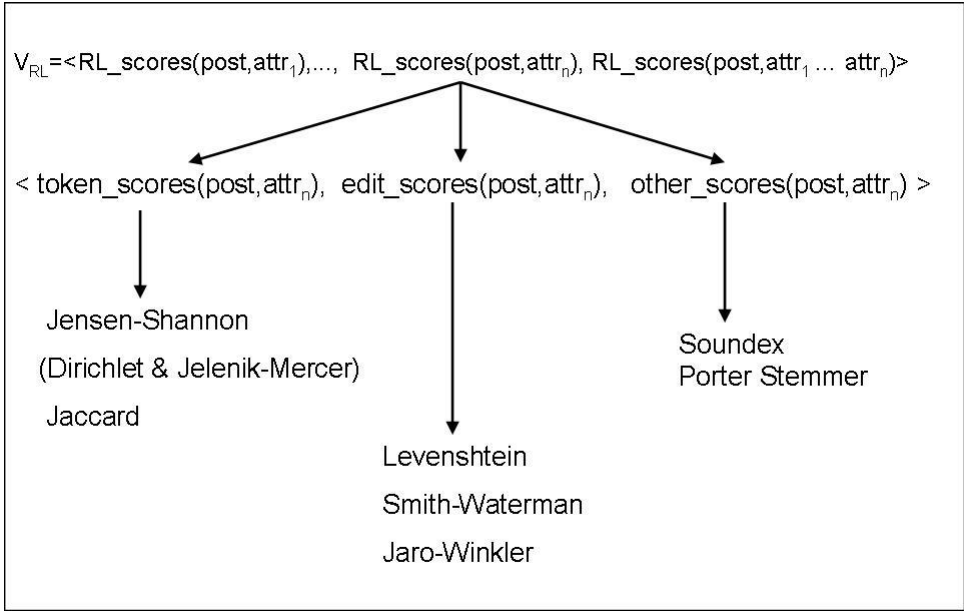 V_RL=<RL_scores(post,attr_1),..., RL_scores(post,attr_n), RL_scores(post,attr_1 ... attr_n)>
< token_scores(post,attr_n), edit_scores(post,attr_n), other_scores(post,attr_n) >
Jensen-Shannon
(Dirichlet & Jelenik-Mercer)
Jaccard
Soundex
Porter Stemmer
Levenshtein
Smith-Waterman
Jaro-Winkler